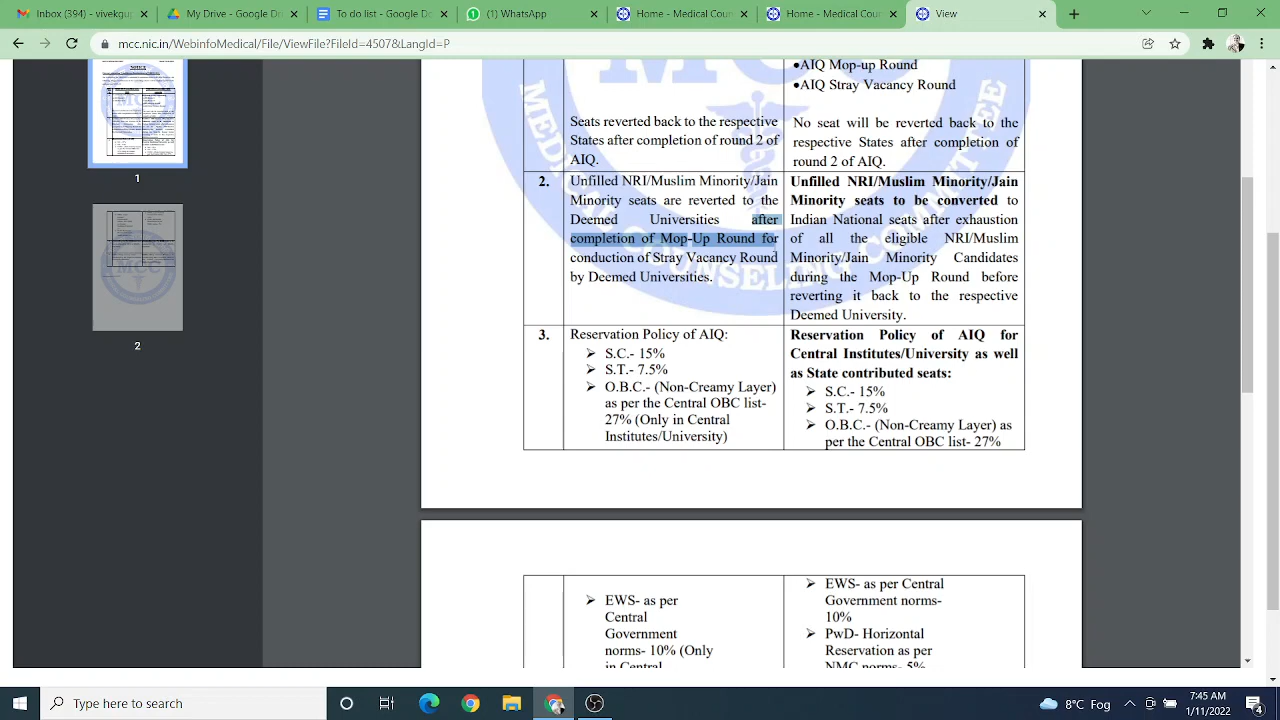 Inbox (394) - vivekgup
My Drive - Google Dr
To do list - Google Do
(1) WhatsApp
Home - Medical Coun
Home - Medical Coun
View
mcc.nic.in/WebinfoMedical/File/ViewFile?FileId=4507&LangId=P
1
2
•AIQ Mop-up Round
•AIQ Stray Vacancy Round
Seats reverted back to the respective
States after completion of round 2 of
AIQ.
No seat will be reverted back to the
respective States after completion of
round 2 of AIQ.
2.
Unfilled NRI/Muslim Minority/Jain
Minority seats are reverted to the
Deemed Universities after
completion of Mop-Up Round for
conduction of Stray Vacancy Round
by Deemed Universities.
Unfilled NRI/Muslim Minority/Jain
Minority seats to be converted to
Indian National seats after exhaustion
of all the eligible NRI/Muslim
Minority/Jain Minority Candidates
during the Mop-Up Round before
reverting it back to the respective
Deemed University.
3.
Reservation Policy of AIQ:
➢ S.C.- 15%
➢ S.T.- 7.5%
➢ O.B.C.- (Non-Creamy Layer)
as per the Central OBC list-
27% (Only in Central
Institutes/University)
Reservation Policy of AIQ for
Central Institutes/University as well
as State contributed seats:
➢ S.C.- 15%
➢ S.T.- 7.5%
➢ O.B.C.- (Non-Creamy Layer) as
per the Central OBC list- 27%
➢ EWS- as per
Central
Government
norms- 10% (Only
in Central
➢ EWS- as per Central
Government norms-
10%
➢ PwD- Horizontal
Reservation as per
NMC norms- 5%
Type here to search
8°C Fog
7:45 AM
1/11/2022